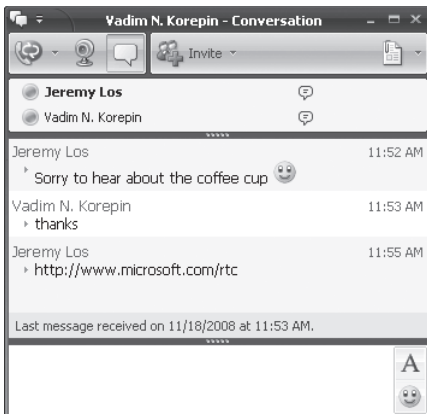 Vadim N. Korepin - Conversation
Invite
Jeremy Los
Vadim N. Korepin
Jeremy Los 11:52 AM
Sorry to hear about the coffee cup
Vadim N. Korepin 11:53 AM
thanks
Jeremy Los 11:55 AM
http://www.microsoft.com/rtc
Last message received on 11/18/2008 at 11:53 AM.
A